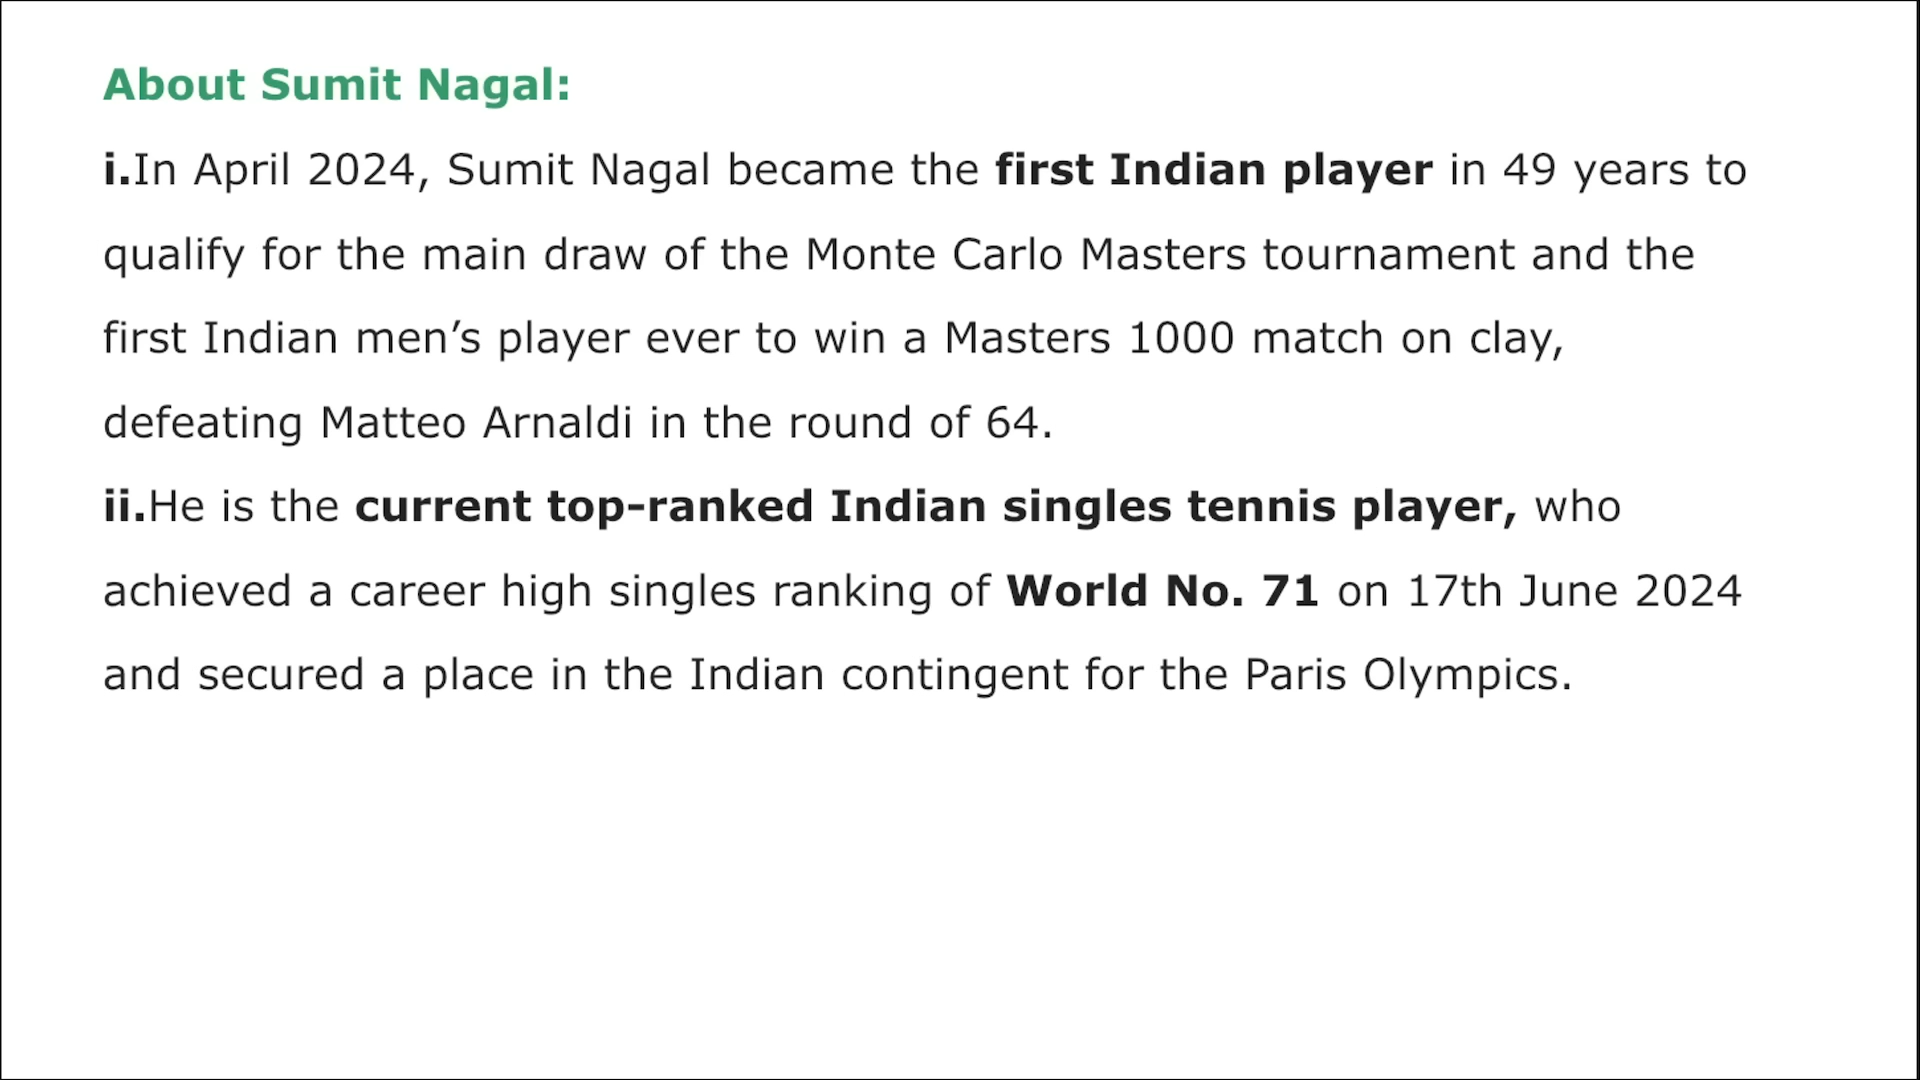 About Sumit Nagal:
i.In April 2024, Sumit Nagal became the first Indian player in 49 years to
qualify for the main draw of the Monte Carlo Masters tournament and the
first Indian men’s player ever to win a Masters 1000 match on clay,
defeating Matteo Arnaldi in the round of 64.
ii.He is the current top-ranked Indian singles tennis player, who
achieved a career high singles ranking of World No. 71 on 17th June 2024
and secured a place in the Indian contingent for the Paris Olympics.